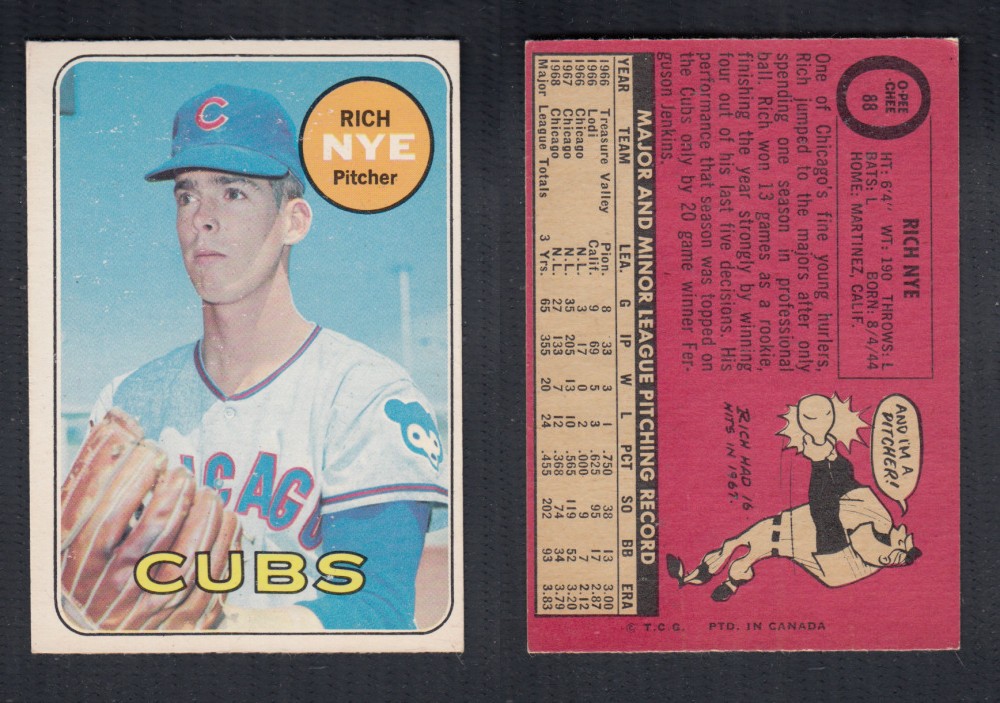 C
RICH
NYE
Pitcher
CHICAGO
CUBS
O-PEE
-CHEE
88
RICH NYE
HT: 6'4" WT: 190 THROWS: L
BATS: L BORN: 8/4/44
HOME: MARTINEZ, CALIF.
One of Chicago's fine young hurlers,
Rich jumped to the majors after only
spending one season in professional
ball. Rich won 13 games as a rookie,
finishing the year strongly by winning
four out of his last five decisions. His
performance that season was topped on
the Cubs only by 20 game winner Fer-
guson Jenkins.
AND I'M A
PITCHER!
RICH HAD 16
HITS IN 1967.
MAJOR AND MINOR LEAGUE PITCHING RECORD
YEAR TEAM LEA. G IP W L PCT SO BB ERA
1966 Treasure Valley Pion. 8 33 3 1 .750 38 13 3.00
1966 Lodi Calif. 9 69 5 3 .625 95 17 2.87
1966 Chicago N.L. 3 17 0 2 .000 9 7 2.12
1967 Chicago N.L. 35 205 13 10 .565 119 52 3.20
1968 Chicago N.L. 27 133 7 12 .368 74 34 3.79
Major League Totals 3 Yrs. 65 355 20 24 .455 202 93 3.83
© T.C.G. PTD. IN CANADA